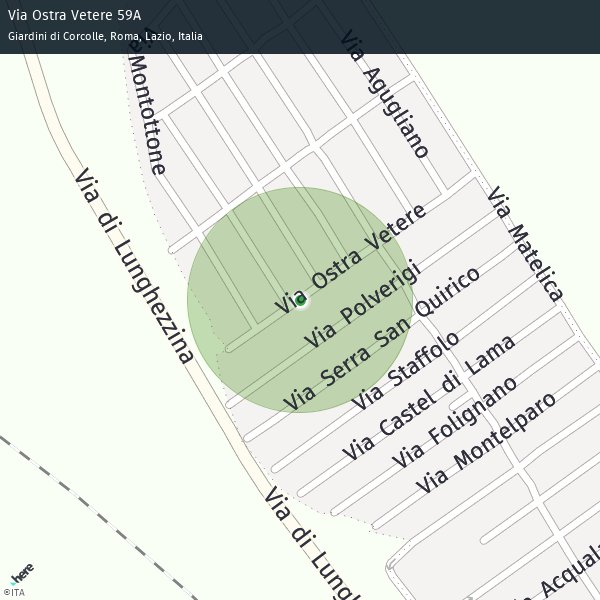 Via Ostra Vetere 59A
Giardini di Corcolle, Roma, Lazio, Italia
Montottone
Via Agugliano
Via di Lunghezzina
Via Matelica
Via Ostra Vetere
Via Polverigi
Via Serra San Quirico
Via Staffolo
Via Castel di Lama
Via Folignano
Via Montelparo
Via di Lungh
Acquala
here
©ITA